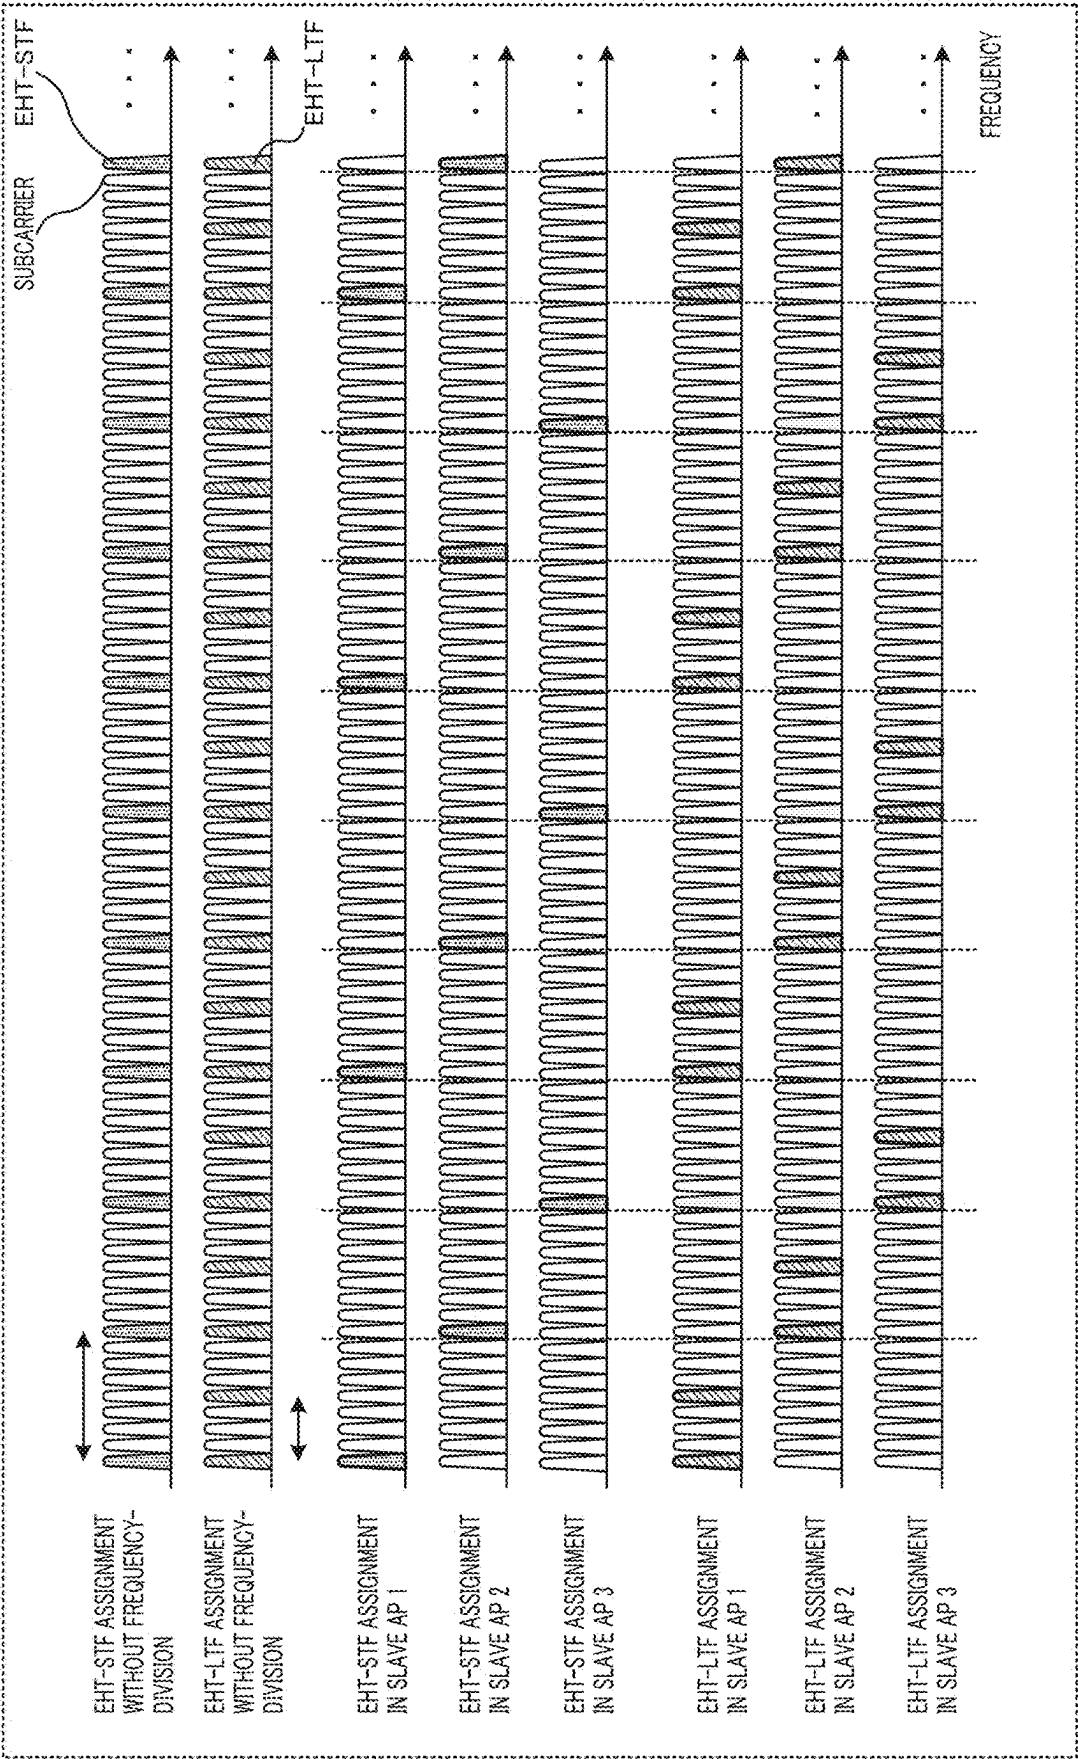 EHT-STF
SUBCARRIER
EHT-LTF
EHT-STF ASSIGNMENT
WITHOUT FREQUENCY-
DIVISION
EHT-LTF ASSIGNMENT
WITHOUT FREQUENCY-
DIVISION
EHT-STF ASSIGNMENT
IN SLAVE AP 1
EHT-STF ASSIGNMENT
IN SLAVE AP 2
EHT-STF ASSIGNMENT
IN SLAVE AP 3
EHT-LTF ASSIGNMENT
IN SLAVE AP 1
EHT-LTF ASSIGNMENT
IN SLAVE AP 2
EHT-LTF ASSIGNMENT
IN SLAVE AP 3
FREQUENCY